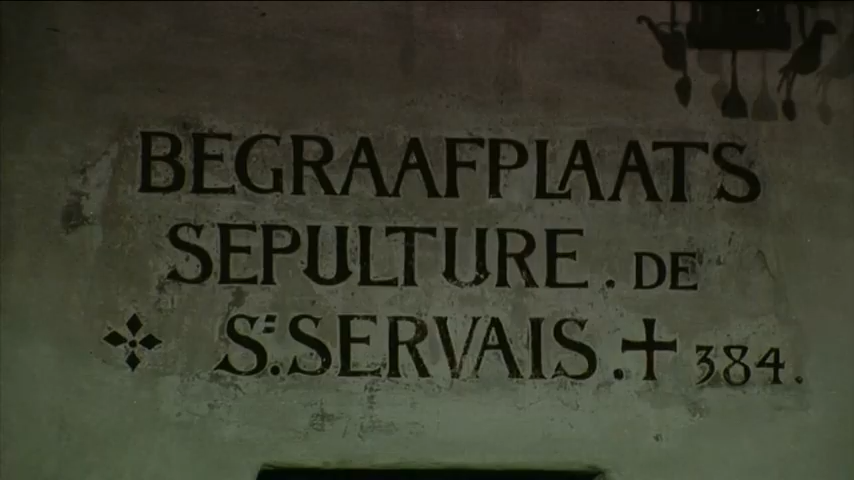 BEGRAAFPLAATS
SEPULTURE. DE
S=. SERVAIS. † 384.